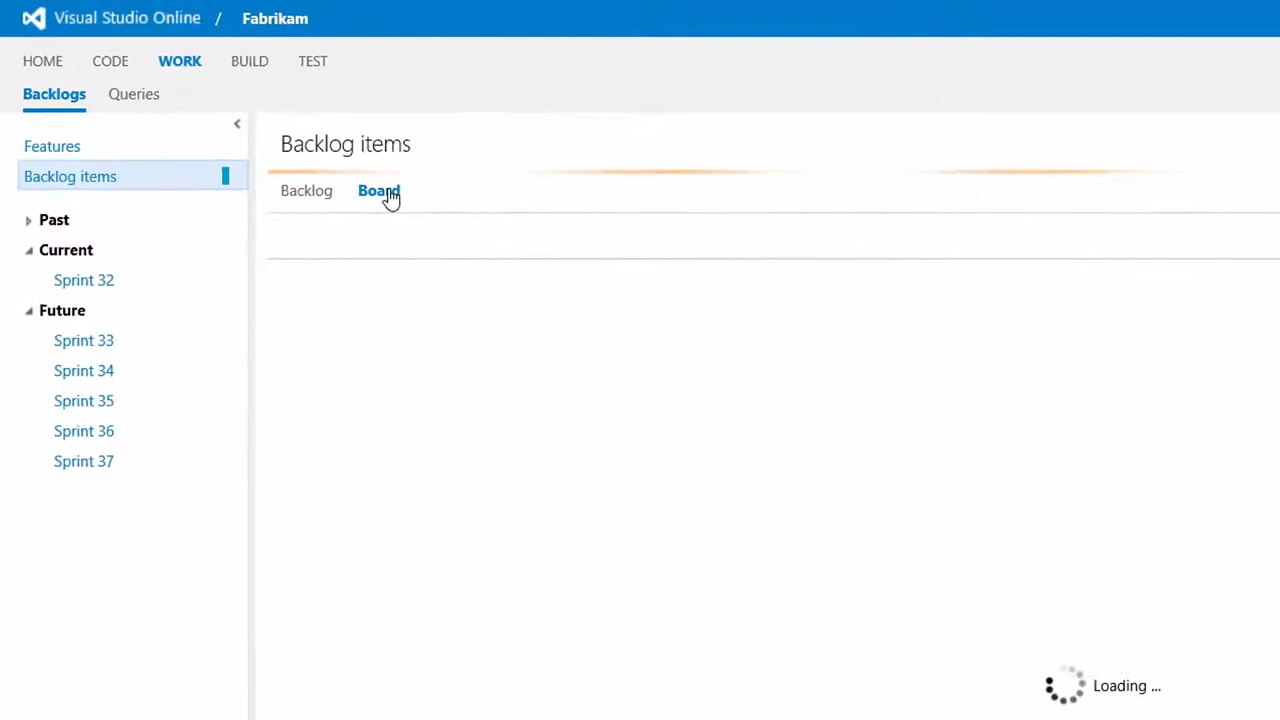 Visual Studio Online / Fabrikam
HOME CODE WORK BUILD TEST
Backlogs Queries
Features
Backlog items
Past
Current
Sprint 32
Future
Sprint 33
Sprint 34
Sprint 35
Sprint 36
Sprint 37
Backlog items
Backlog Board
Loading ...